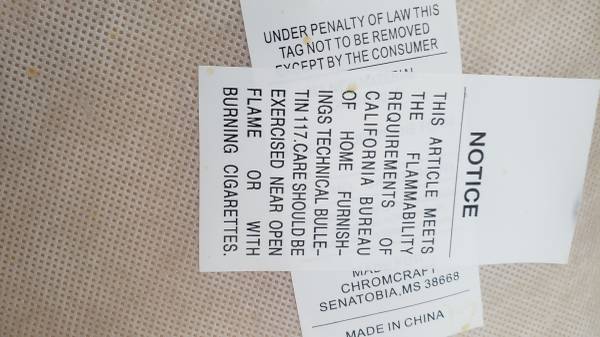 UNDER PENALTY OF LAW THIS
TAG NOT TO BE REMOVED
EXCEPT BY THE CONSUMER
NOTICE
THIS ARTICLE MEETS
THE FLAMMABILITY
REQUIREMENTS OF
CALIFORNIA BUREAU
OF HOME FURNISH-
INGS TECHNICAL BULLE-
TIN 117.CARE SHOULD BE
EXERCISED NEAR OPEN
FLAME OR WITH
BURNING CIGARETTES.
CHROMCRAFT
SENATOBIA,MS 38668
MADE IN CHINA